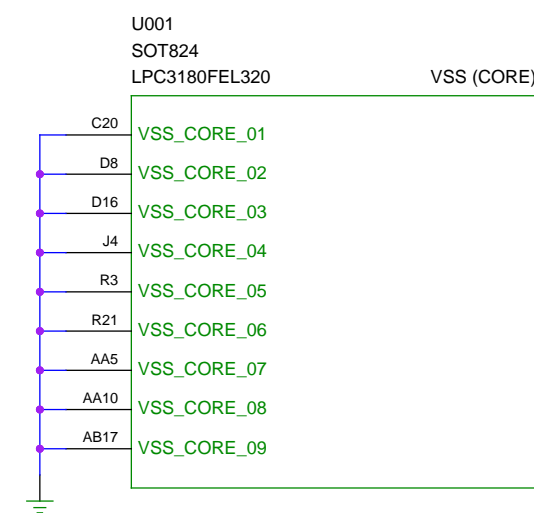 U001
SOT824
LPC3180FEL320 VSS (CORE)
C20 VSS_CORE_01
D8 VSS_CORE_02
D16 VSS_CORE_03
J4 VSS_CORE_04
R3 VSS_CORE_05
R21 VSS_CORE_06
AA5 VSS_CORE_07
AA10 VSS_CORE_08
AB17 VSS_CORE_09